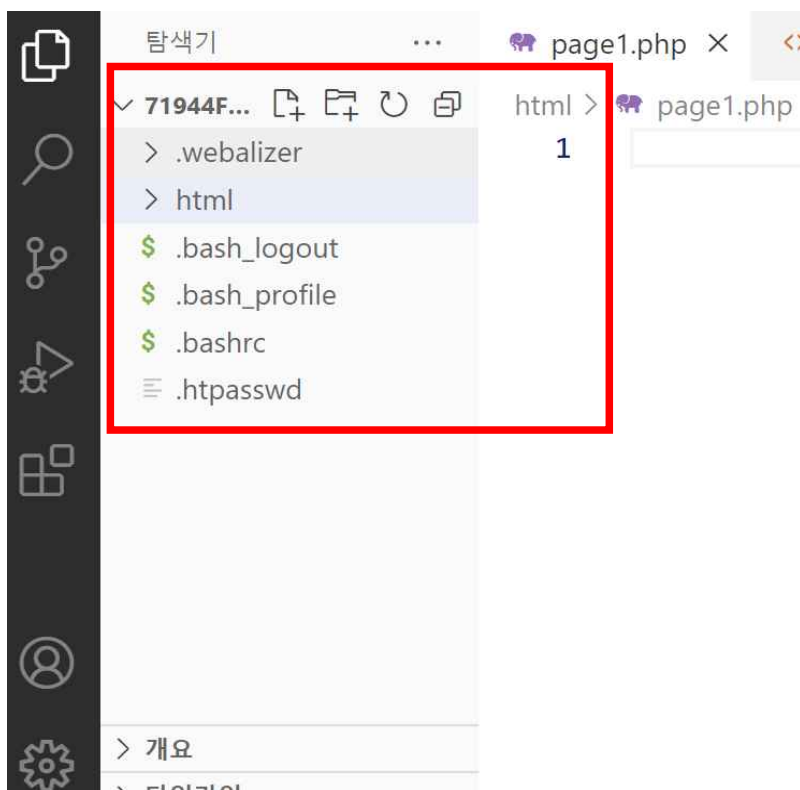 탐색기 ...
page1.php
71944F...
html > page1.php
.webalizer
1
html
$ .bash_logout
$ .bash_profile
$ .bashrc
.htpasswd
개요